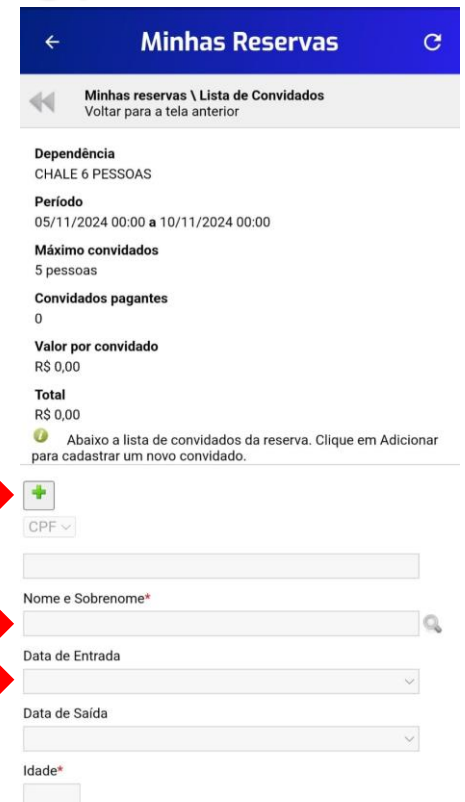 Minhas Reservas
Minhas reservas \ Lista de Convidados
Voltar para a tela anterior
Dependência
CHALE 6 PESSOAS
Período
05/11/2024 00:00 a 10/11/2024 00:00
Máximo convidados
5 pessoas
Convidados pagantes
0
Valor por convidado
R$ 0,00
Total
R$ 0,00
Abaixo a lista de convidados da reserva. Clique em Adicionar
para cadastrar um novo convidado.
CPF
Nome e Sobrenome*
Data de Entrada
Data de Saída
Idade*